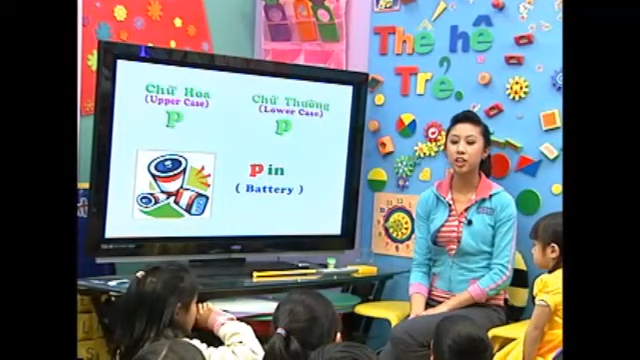 Thế hệ
Trẻ.
Chữ Hoa
(Upper Case)
P
Chữ Thường
(Lower Case)
p
pin
( Battery )